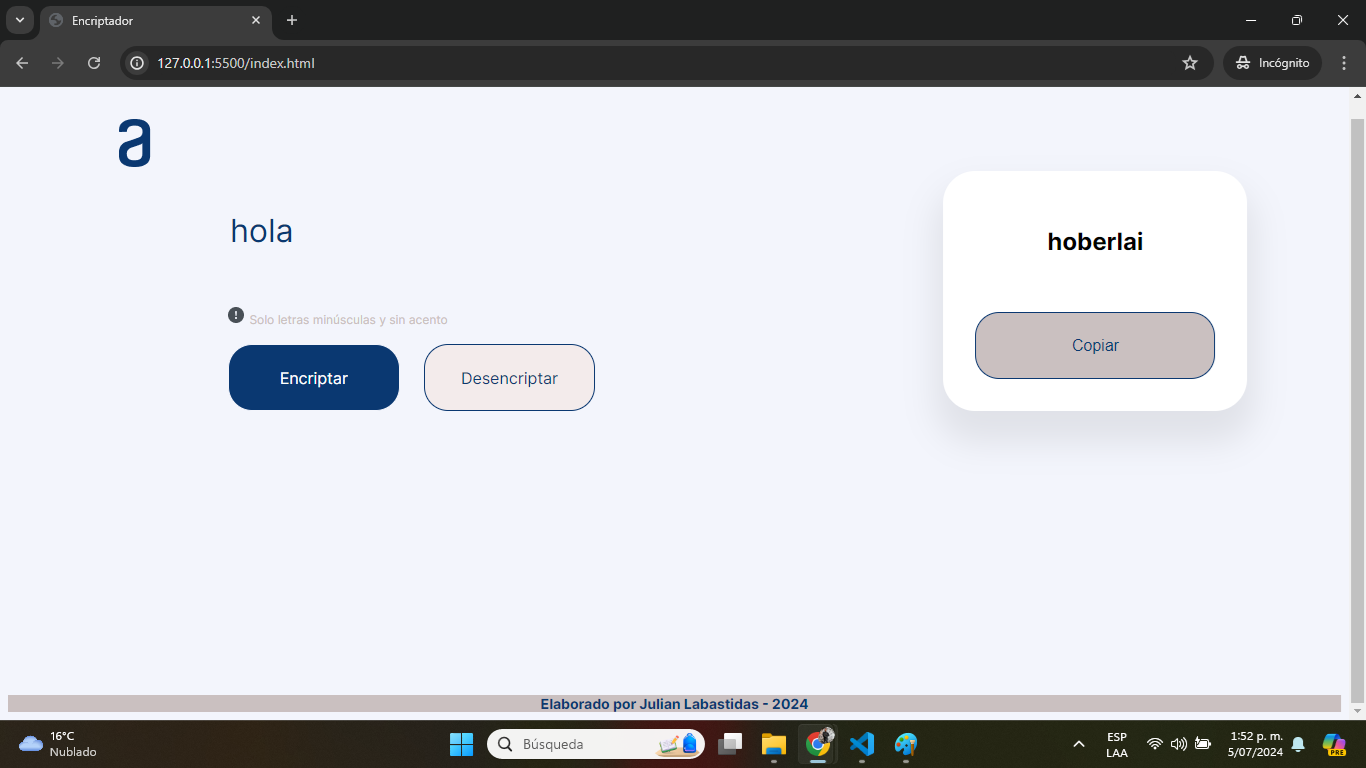 Encriptador
127.0.0.1:5500/index.html
Incógnito
a
hola
hoberlai
Solo letras minúsculas y sin acento
Copiar
Encriptar
Desencriptar
Elaborado por Julian Labastidas - 2024
16°C
Nublado
Búsqueda
ESP
LAA
1:52 p. m.
5/07/2024
PRE